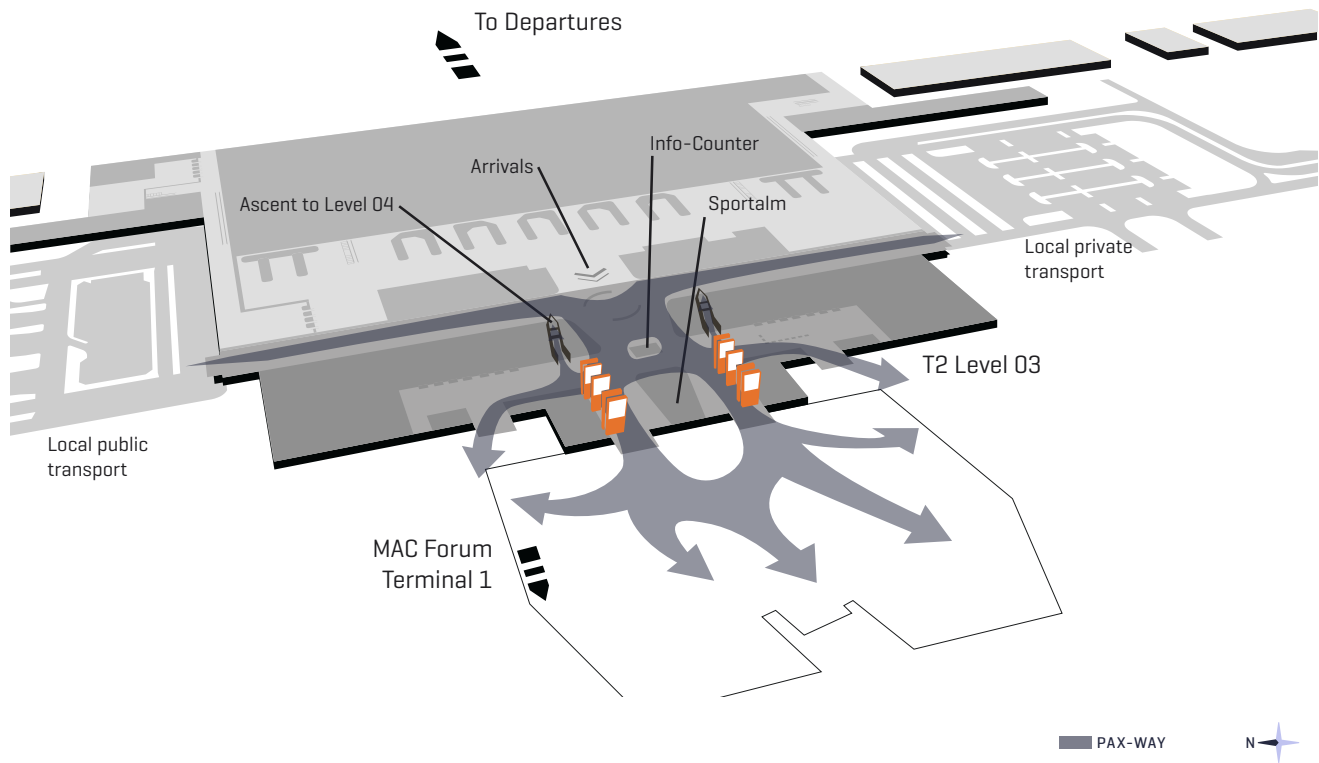 To Departures
Info-Counter
Arrivals
Ascent to Level 04
Sportalm
Local private
transport
T2 Level 03
Local public
transport
MAC Forum
Terminal 1
PAX-WAY
N